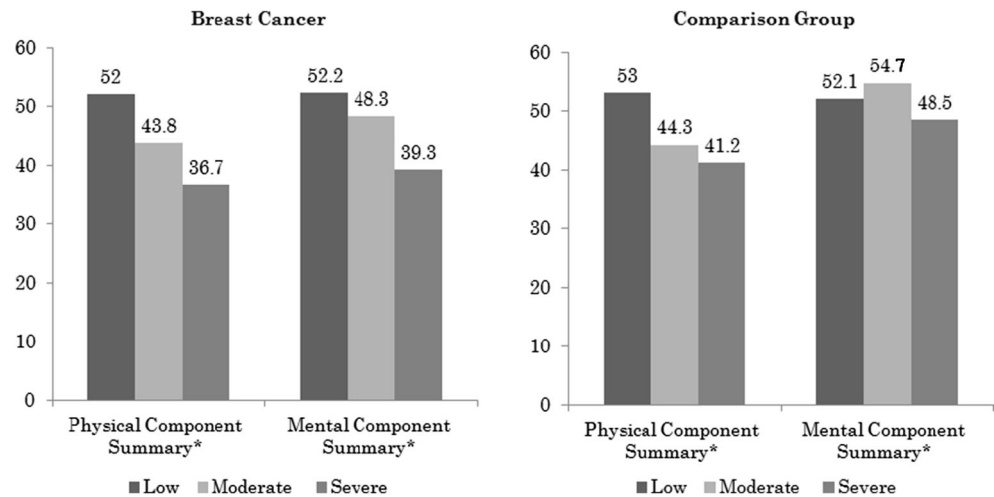 Breast Cancer
60
50
40
30
20
10
0
52
43.8
36.7
52.2
48.3
39.3
Physical Component
Summary*
Mental Component
Summary*
Low Moderate Severe
Comparison Group
60
50
40
30
20
10
0
53
44.3
41.2
52.1
54.7
48.5
Physical Component
Summary*
Mental Component
Summary*
Low Moderate Severe